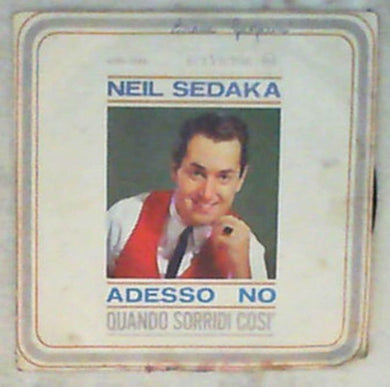 NEIL SEDAKA
ADESSO NO
QUANDO SORRIDI COSI'